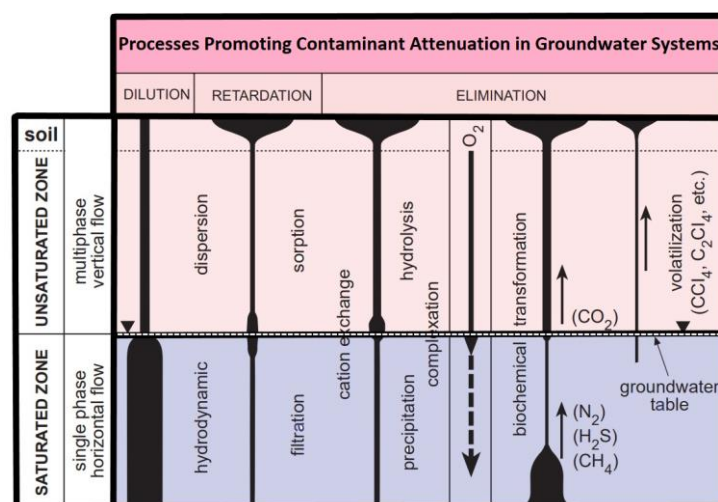 Processes Promoting Contaminant Attenuation in Groundwater Systems
DILUTION
RETARDATION
ELIMINATION
soil
UNSATURATED ZONE
multiphase
vertical flow
SATURATED ZONE
single phase
horizontal flow
hydrodynamic dispersion
filtration
sorption
cation exchange
precipitation
hydrolysis
complexation
O₂
biochemical transformation
(CO₂)
(N₂)
(H₂S)
(CH₄)
volatilization
(CCl₄, C₂Cl₄, etc.)
groundwater
table